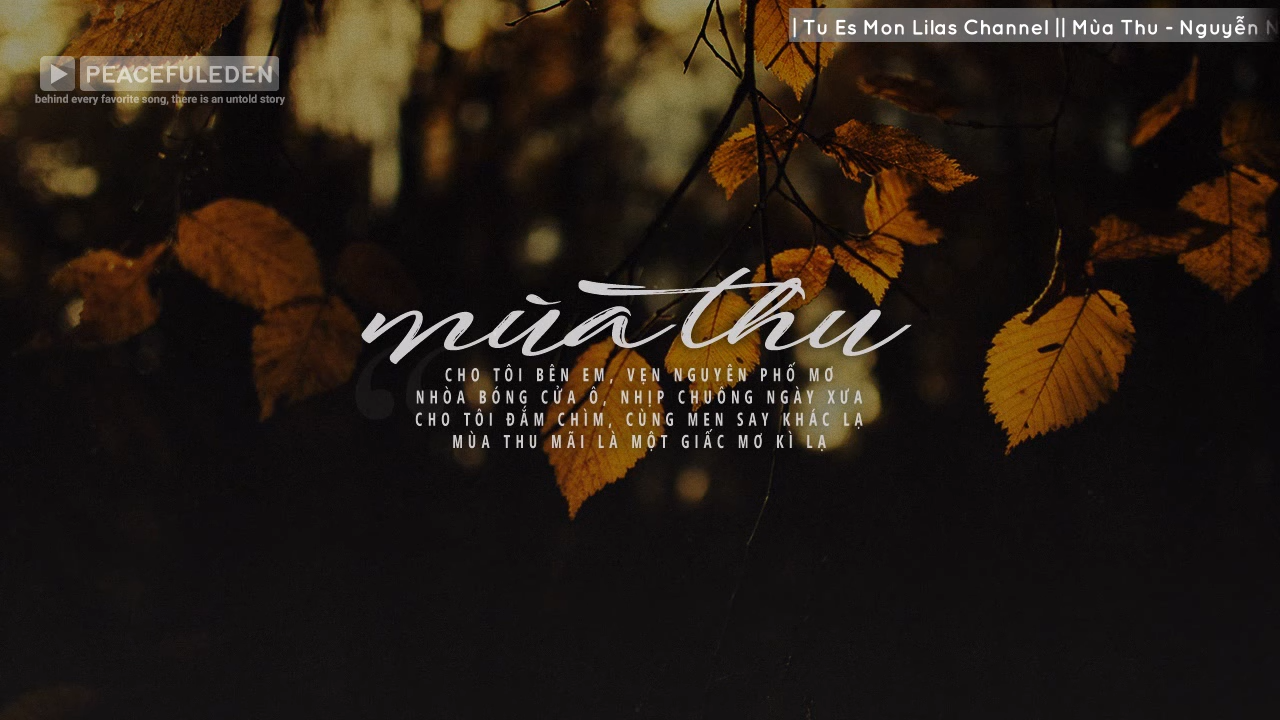 | Tu Es Mon Lilas Channel || Mùa Thu - Nguyễn
PEACEFULEDEN
behind every favorite song, there is an untold story
mùa thu
CHO TÔI BÊN EM, VẸN NGUYÊN PHỐ MƠ
NHÒA BÓNG CỬA Ô, NHỊP CHUÔNG NGÀY XƯA
CHO TÔI ĐẮM CHÌM, CÙNG MEN SAY KHÁC LẠ
MÙA THU MÃI LÀ MỘT GIẤC MƠ KÌ LẠ